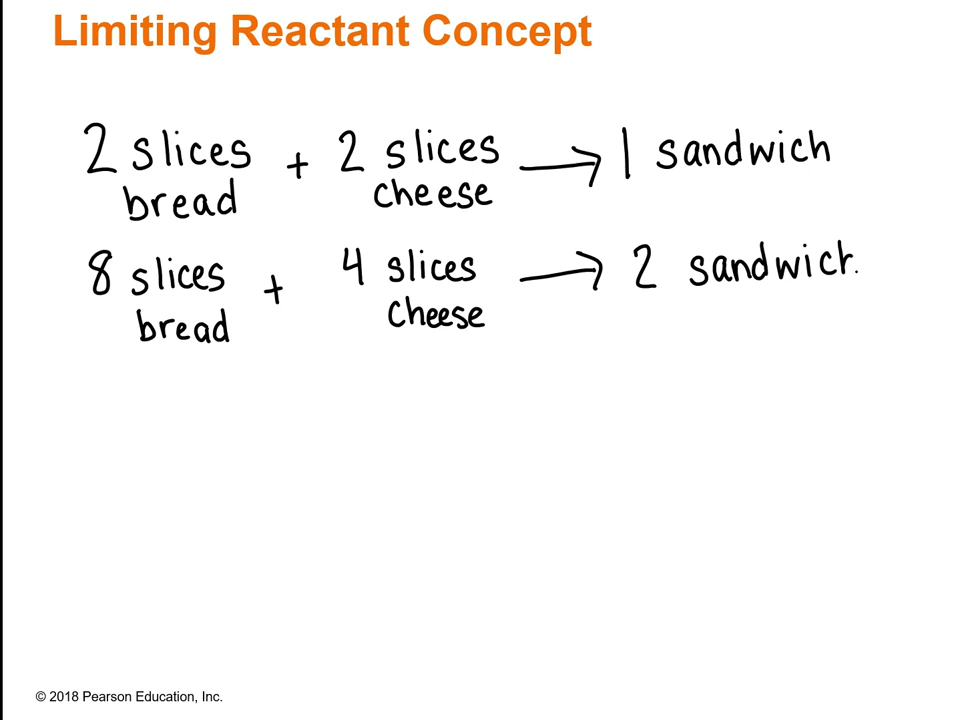 Limiting Reactant Concept
2 slices + 2 slices → 1 sandwich
bread cheese
8 slices + 4 slices → 2 sandwich
bread cheese
© 2018 Pearson Education, Inc.